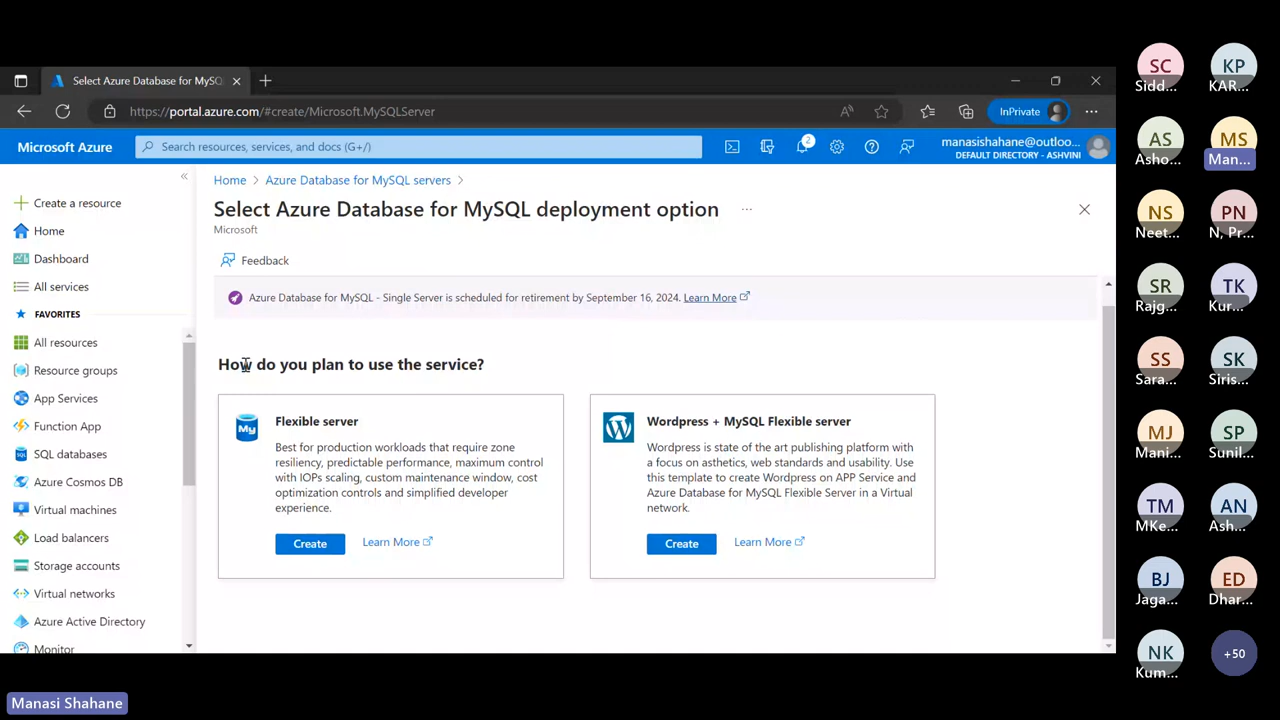 Select Azure Database for MySQ
https://portal.azure.com/#create/Microsoft.MySQLServer
InPrivate
Microsoft Azure
Search resources, services, and docs (G+/)
2
manasishahane@outloo...
DEFAULT DIRECTORY - ASHVINI
Create a resource
Home
Dashboard
All services
FAVORITES
All resources
Resource groups
App Services
Function App
SQL databases
Azure Cosmos DB
Virtual machines
Load balancers
Storage accounts
Virtual networks
Azure Active Directory
Monitor
Home > Azure Database for MySQL servers >
Select Azure Database for MySQL deployment option ...
Microsoft
Feedback
Azure Database for MySQL - Single Server is scheduled for retirement by September 16, 2024. Learn More
How do you plan to use the service?
My
Flexible server
Best for production workloads that require zone
resiliency, predictable performance, maximum control
with IOPs scaling, custom maintenance window, cost
optimization controls and simplified developer
experience.
Create Learn More
Wordpress + MySQL Flexible server
Wordpress is state of the art publishing platform with
a focus on asthetics, web standards and usability. Use
this template to create Wordpress on APP Service and
Azure Database for MySQL Flexible Server in a Virtual
network.
Create Learn More
SC KP
Sidd... KAR...
AS MS
Asho... Man...
NS PN
Neet... N, Pr...
SR TK
Rajg... Kur...
SS SK
Sara... Siris...
MJ SP
Mani... Sunil...
TM AN
MKe... Ash...
BJ ED
Jaga... Dhar...
NK +50
Kum...
Manasi Shahane